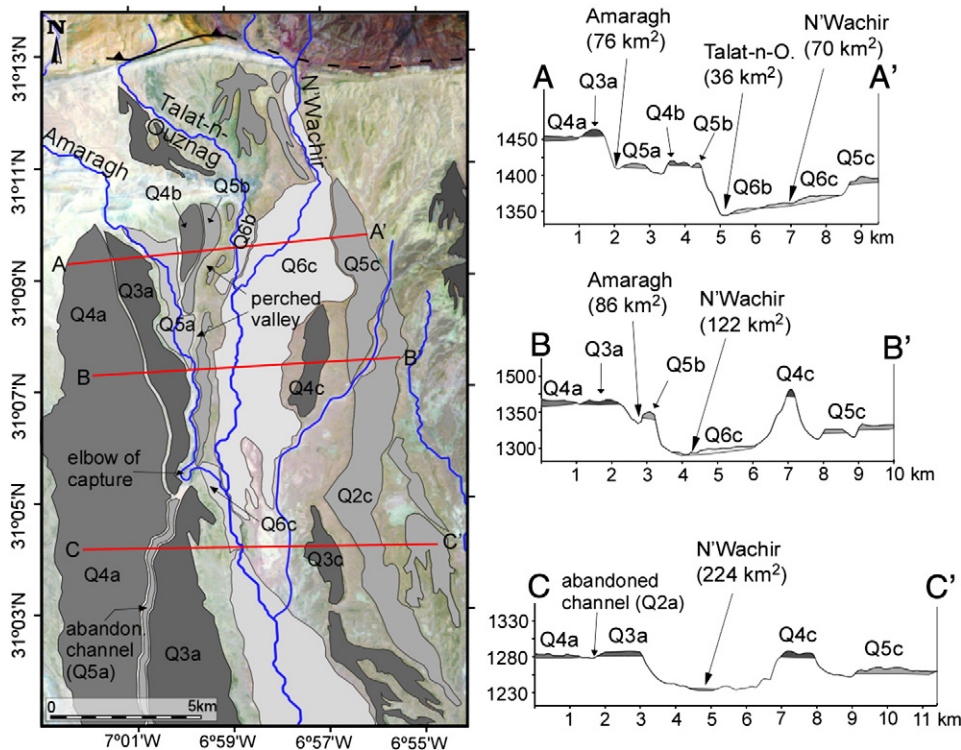 N
31°13'N
31°11'N
31°09'N
31°07'N
31°05'N
31°03'N
7°01'W
6°59'W
6°57'W
6°55'W
Talat-n-
Ouznag
N'Wachir
Amaragh
Q4b
Q5b
Q6b
A
A'
Q3a
Q4a
Q6c
Q5c
perched
valley
Q5a
B
B'
Q4c
elbow of
capture
Q2c
Q6c
C
C'
Q3c
Q4a
abandon.
channel
(Q5a)
Q3a
0
5km
Amaragh
(76 km²)
Talat-n-O.
(36 km²)
N'Wachir
(70 km²)
A
A'
Q3a
Q4a
Q4b
Q5b
Q5a
Q5c
Q6b
Q6c
1450
1400
1350
1 2 3 4 5 6 7 8 9 km
Amaragh
(86 km²)
N'Wachir
(122 km²)
B
B'
Q3a
Q4a
Q5b
Q4c
Q5c
Q6c
1500
1350
1300
1 2 3 4 5 6 7 8 9 10 km
N'Wachir
(224 km²)
C
abandoned
channel (Q2a)
C'
Q4a
Q3a
Q4c
Q5c
1330
1280
1230
1 2 3 4 5 6 7 8 9 10 11 km